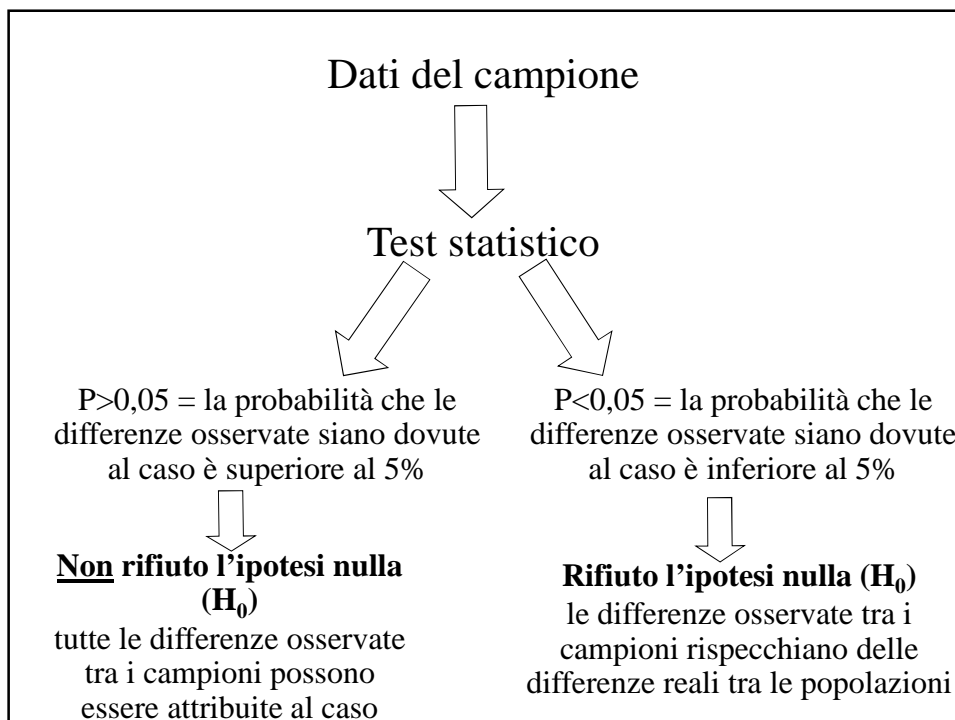 Dati del campione
Test statistico
P>0,05 = la probabilità che le
differenze osservate siano dovute
al caso è superiore al 5%
Non rifiuto l’ipotesi nulla
(H₀)
tutte le differenze osservate
tra i campioni possono
essere attribuite al caso
P<0,05 = la probabilità che le
differenze osservate siano dovute
al caso è inferiore al 5%
Rifiuto l’ipotesi nulla (H₀)
le differenze osservate tra i
campioni rispecchiano delle
differenze reali tra le popolazioni